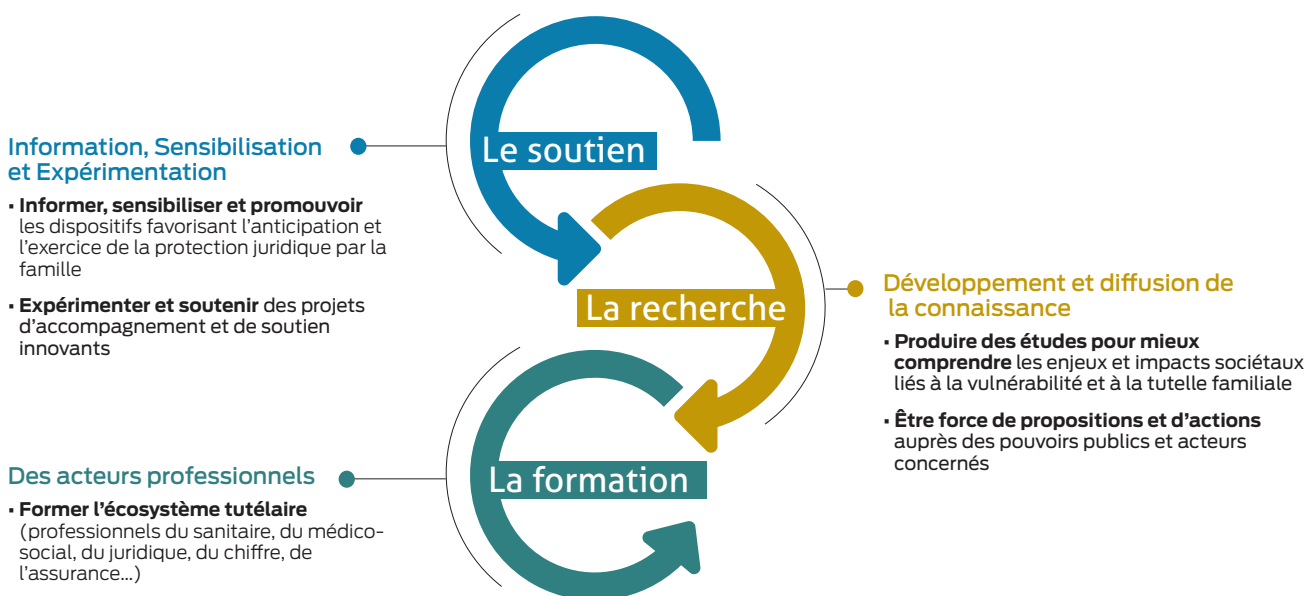 Le soutien
Information, Sensibilisation
et Expérimentation
• Informer, sensibiliser et promouvoir
les dispositifs favorisant l'anticipation et
l'exercice de la protection juridique par la
famille
• Expérimenter et soutenir des projets
d'accompagnement et de soutien
innovants
La recherche
Développement et diffusion de
la connaissance
• Produire des études pour mieux
comprendre les enjeux et impacts sociétaux
liés à la vulnérabilité et à la tutelle familiale
• Être force de propositions et d'actions
auprès des pouvoirs publics et acteurs
concernés
La formation
Des acteurs professionnels
• Former l'écosystème tutélaire
(professionnels du sanitaire, du médico-
social, du juridique, du chiffre, de
l'assurance…)